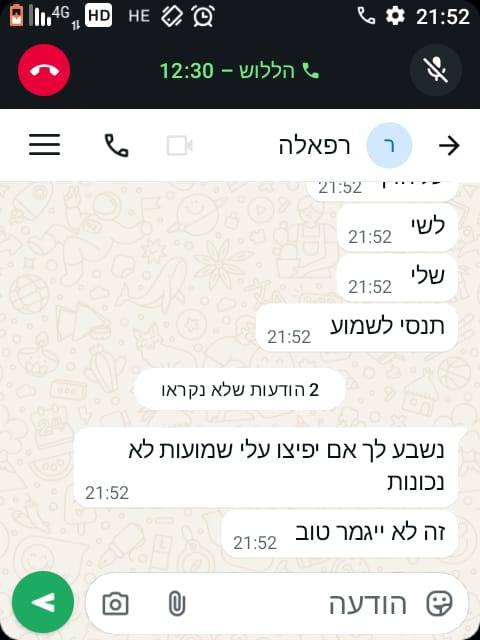 4G HD HE 21:52
הללוש – 12:30
רפאלה
ר
21:52
לשי 21:52
שלי 21:52
תנסי לשמוע 21:52
2 הודעות שלא נקראו
נשבע לך אם יפיצו עלי שמועות לא
נכונות 21:52
זה לא ייגמר טוב 21:52
הודעה